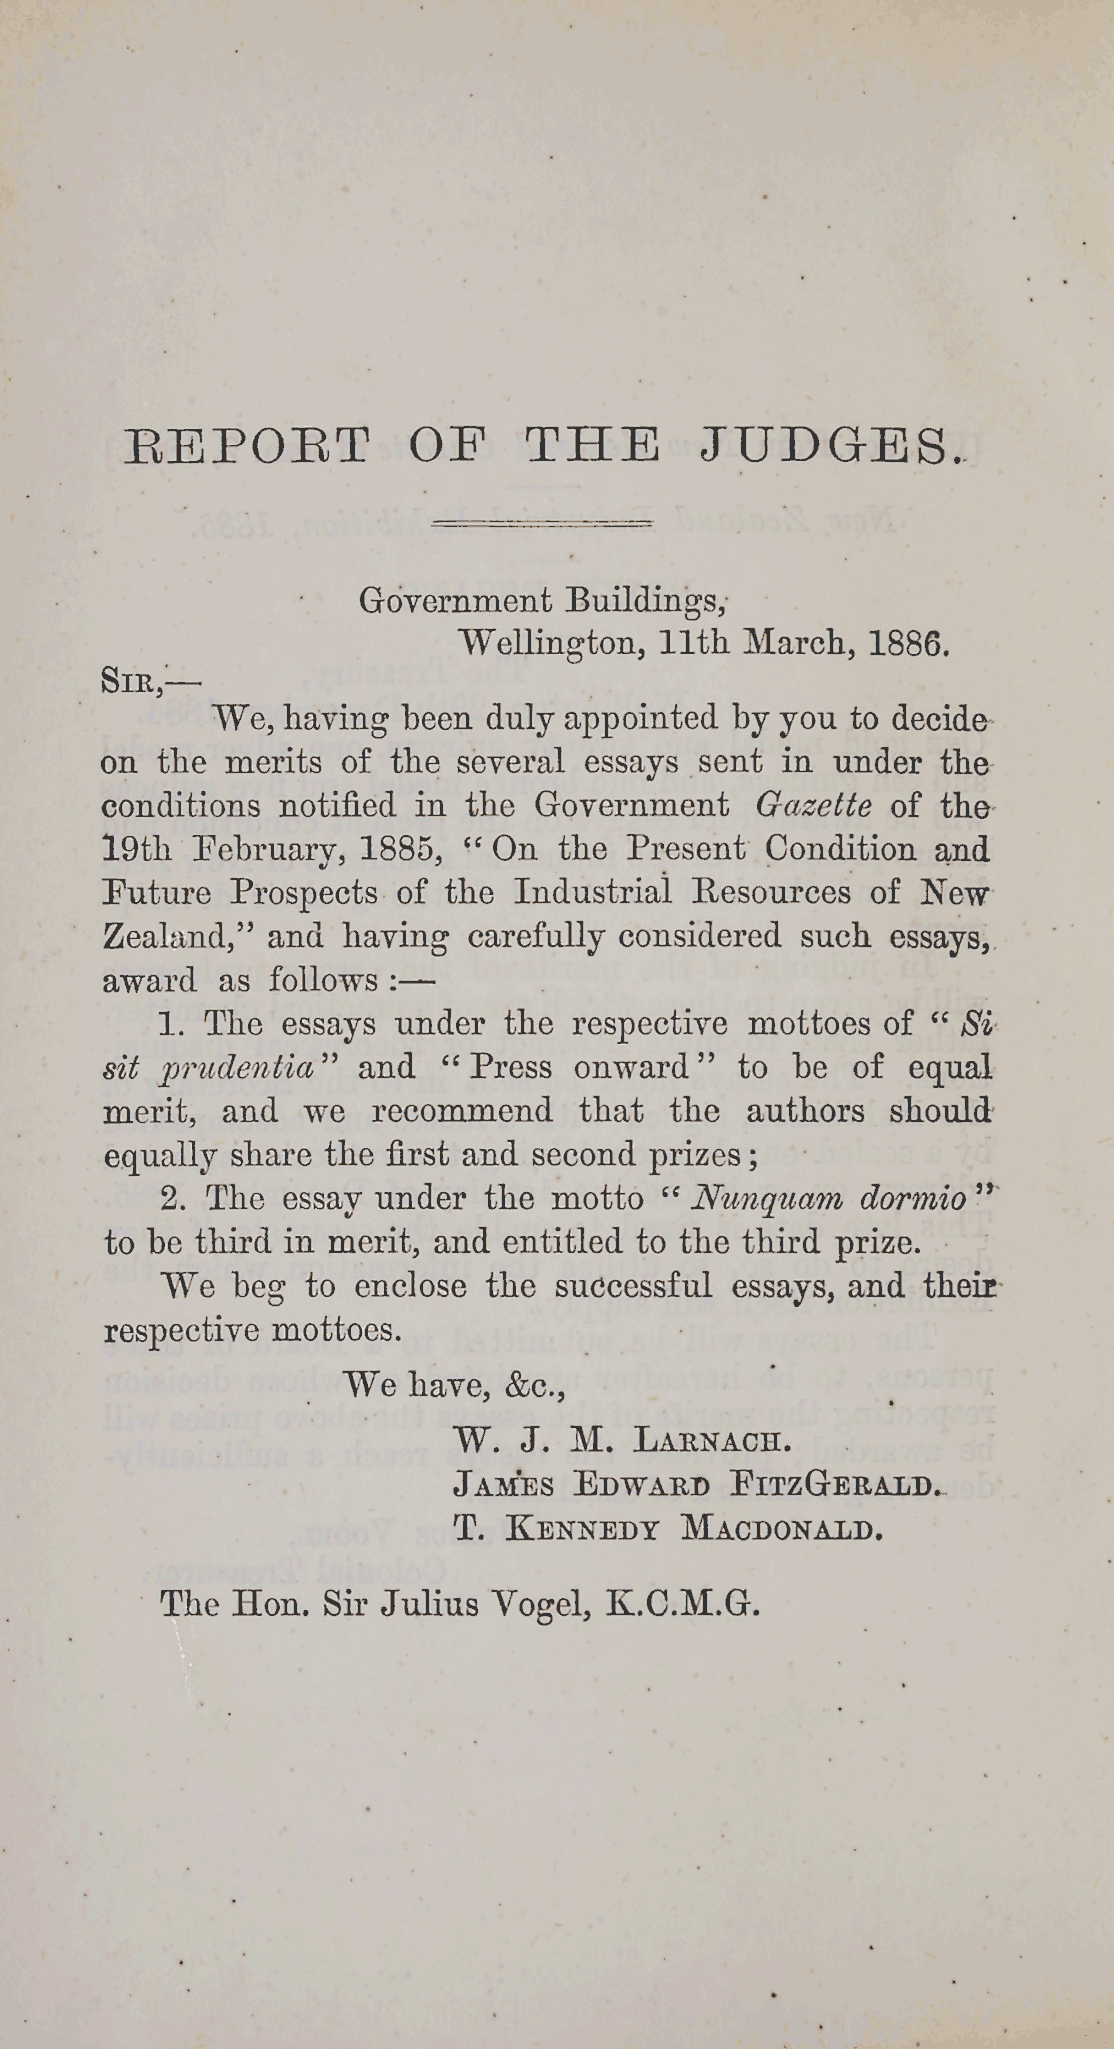 REPORT OF THE JUDGES.
Government Buildings,
Wellington, 11th March, 1886.
SIR,—
We, having been duly appointed by you to decide
on the merits of the several essays sent in under the
conditions notified in the Government Gazette of the
19th February, 1885, “On the Present Condition and
Future Prospects of the Industrial Resources of New
Zealand,” and having carefully considered such essays,
award as follows :—
1. The essays under the respective mottoes of “Si
sit prudentia” and “Press onward” to be of equal
merit, and we recommend that the authors should
equally share the first and second prizes;
2. The essay under the motto “Nunquam dormio”
to be third in merit, and entitled to the third prize.
We beg to enclose the successful essays, and their
respective mottoes.
We have, &c.,
W. J. M. LARNACH.
JAMES EDWARD FITZGERALD.
T. KENNEDY MACDONALD.
The Hon. Sir Julius Vogel, K.C.M.G.